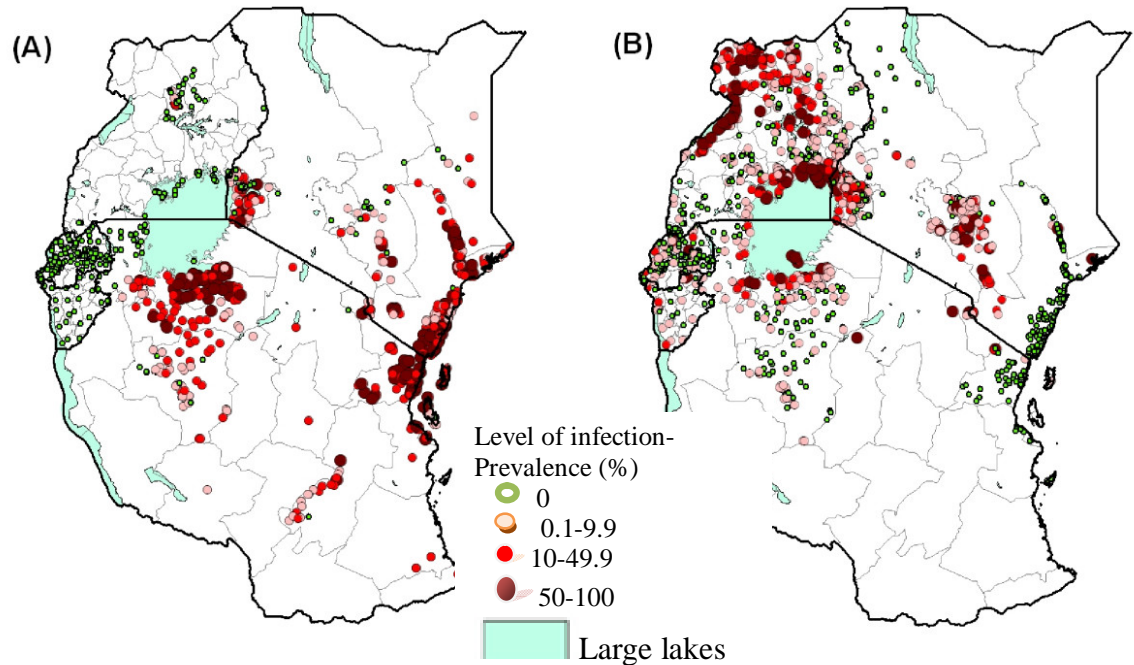 (A)
(B)
Level of infection-
Prevalence (%)
0
0.1-9.9
10-49.9
50-100
Large lakes